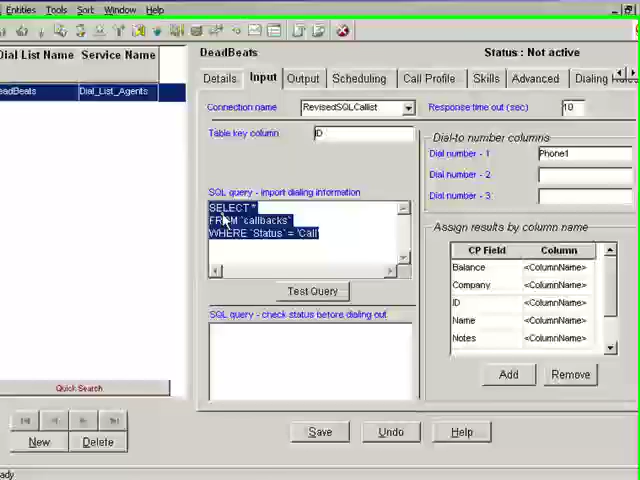 Entities Tools Sort Window Help
Dial List Name Service Name
DeadBeats Status : Not active
eadBeats Dial_List_Agents
Details Input Output Scheduling Call Profile Skills Advanced Dialing Rules
Connection name RevisedSQLCallist Response time out (sec) 10
Table key column ID
Dial-to number columns
Dial number - 1 Phone1
Dial number - 2
Dial number - 3
SQL query - import dialing information
SELECT *
FROM `callbacks`
WHERE `Status` = 'Call'
Test Query
Assign results by column name
CP Field Column
Balance <ColumnName>
Company <ColumnName>
ID <ColumnName>
Name <ColumnName>
Notes <ColumnName>
SQL query - check status before dialing out
Add Remove
Quick Search
New Delete
Save Undo Help
ady